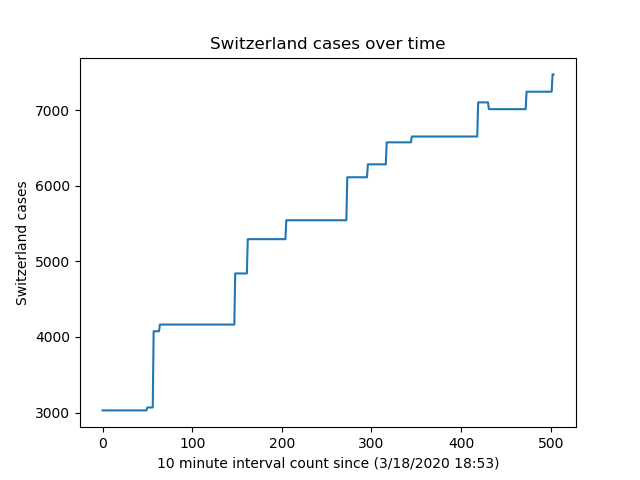 Switzerland cases over time
Switzerland cases
7000
6000
5000
4000
3000
0 100 200 300 400 500
10 minute interval count since (3/18/2020 18:53)